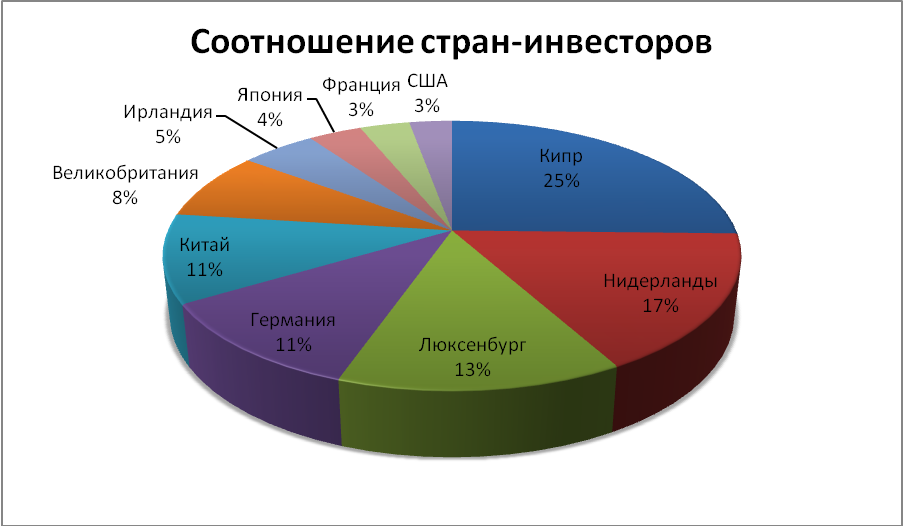 Соотношение стран-инвесторов
Кипр
25%
Нидерланды
17%
Люксенбург
13%
Германия
11%
Китай
11%
Великобритания
8%
Ирландия
5%
Япония
4%
Франция
3%
США
3%